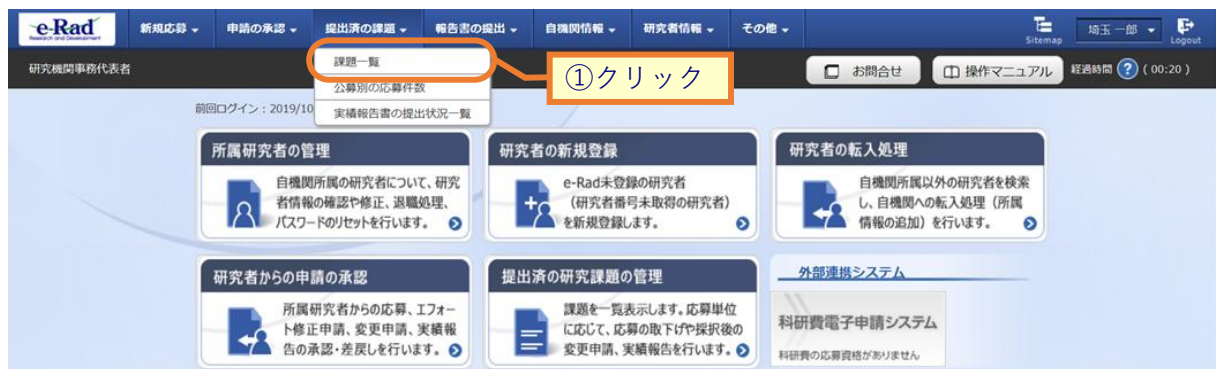 e-Rad
Research and Development
新規応募
申請の承認
提出済の課題
報告書の提出
自機関情報
研究者情報
その他
Sitemap
埼玉 一郎
Logout
研究機関事務代表者
課題一覧
公募別の応募件数
実績報告書の提出状況一覧
①クリック
お問合せ
操作マニュアル
経過時間 ? ( 00:20 )
前回ログイン：2019/10
所属研究者の管理
自機関所属の研究者について、研究
者情報の確認や修正、退職処理、
パスワードのリセットを行います。
研究者の新規登録
e-Rad未登録の研究者
（研究者番号未取得の研究者）
を新規登録します。
研究者の転入処理
自機関所属以外の研究者を検索
し、自機関への転入処理（所属
情報の追加）を行います。
研究者からの申請の承認
所属研究者からの応募、エフォー
ト修正申請、変更申請、実績報
告の承認・差戻しを行います。
提出済の研究課題の管理
課題を一覧表示します。応募単位
に応じて、応募の取下げや採択後の
変更申請、実績報告を行います。
外部連携システム
科研費電子申請システム
科研費の応募資格がありません